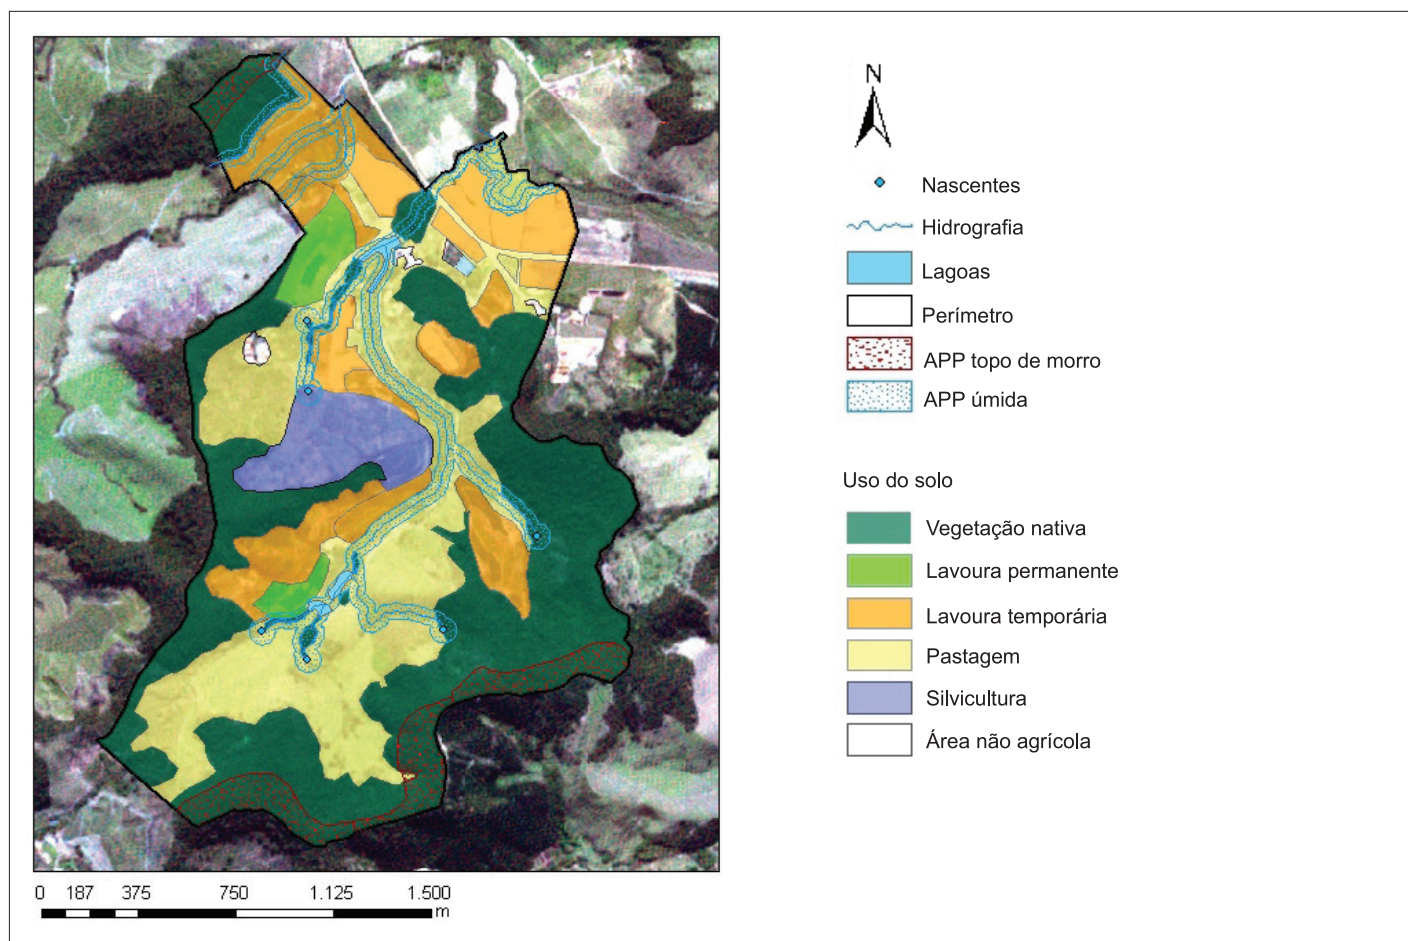 N
Nascentes
Hidrografia
Lagoas
Perímetro
APP topo de morro
APP úmida
Uso do solo
Vegetação nativa
Lavoura permanente
Lavoura temporária
Pastagem
Silvicultura
Área não agrícola
0 187 375 750 1.125 1.500
m